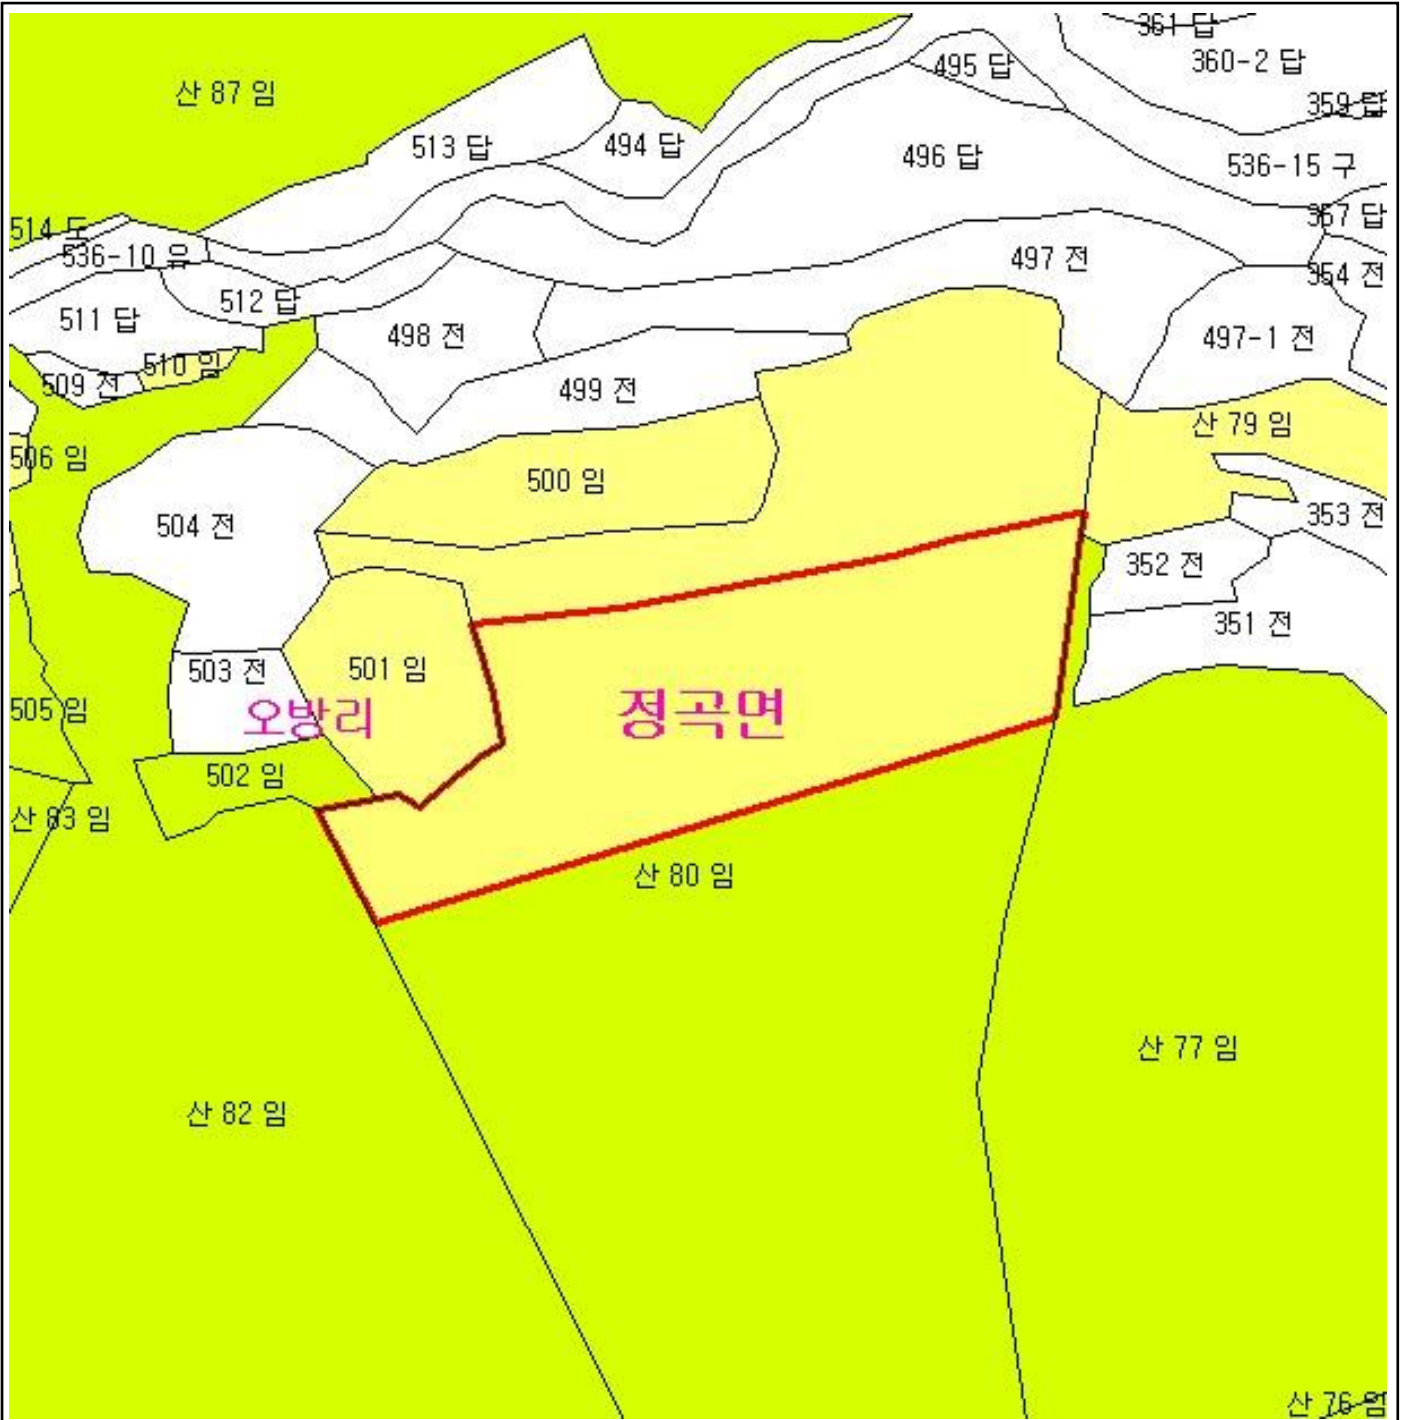 361 답
360-2 답
495 답
산 87 임
359 답
513 답
494 답
496 답
536-15 구
367 답
514 도
536-10 유
497 전
354 전
512 답
511 답
498 전
497-1 전
510 임
509 전
499 전
산 79 임
506 임
500 임
504 전
353 전
352 전
351 전
503 전
501 임
505 임
오방리
정곡면
502 임
산 83 임
산 80 임
산 77 임
산 82 임
산 76 임